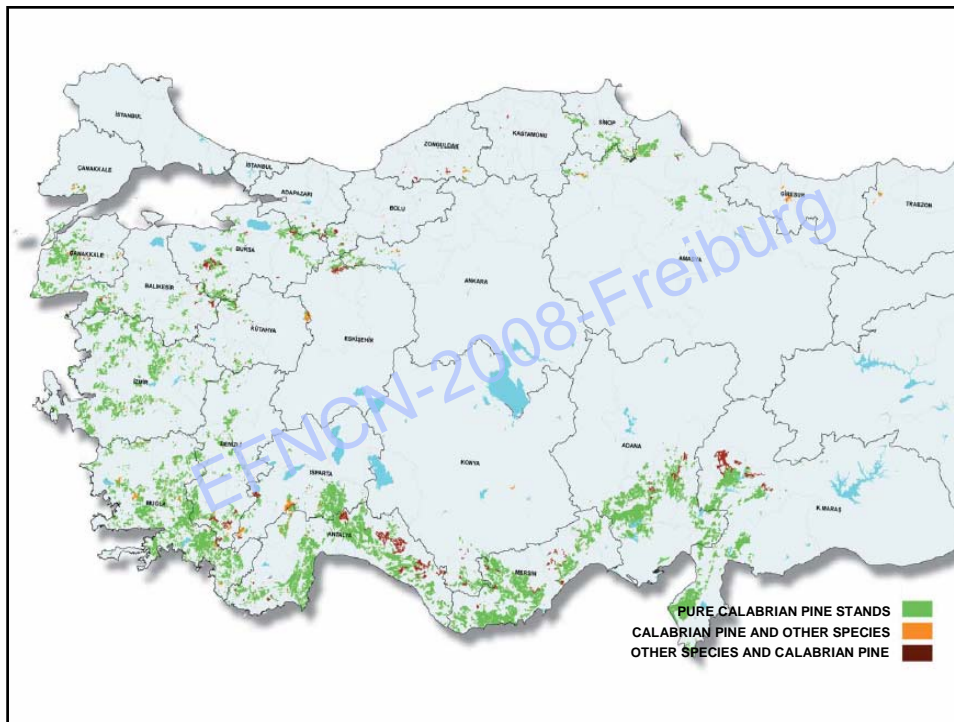 İSTANBUL
SİNOP
KASTAMONU
ZONGULDAK
ÇANAKKALE
İSTANBUL
ADAPAZARI
BOLU
GİRESUN
TRABZON
BURSA
ÇANAKKALE
AMASYA
ANKARA
BALIKESİR
KÜTAHYA
ESKİŞEHİR
İZMİR
DENİZLİ
ADANA
ISPARTA
KONYA
MUĞLA
K.MARAŞ
ANTALYA
MERSİN
EFNCN-2008-Freiburg
PURE CALABRIAN PINE STANDS
CALABRIAN PINE AND OTHER SPECIES
OTHER SPECIES AND CALABRIAN PINE